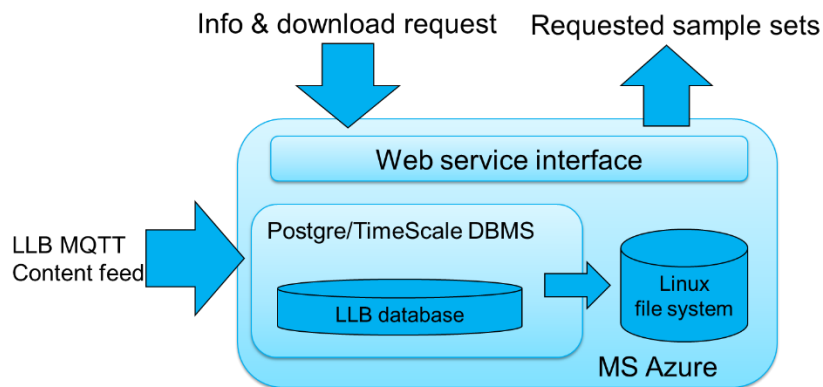 Info & download request
Requested sample sets
Web service interface
LLB MQTT
Content feed
Postgre/TimeScale DBMS
LLB database
Linux
file system
MS Azure